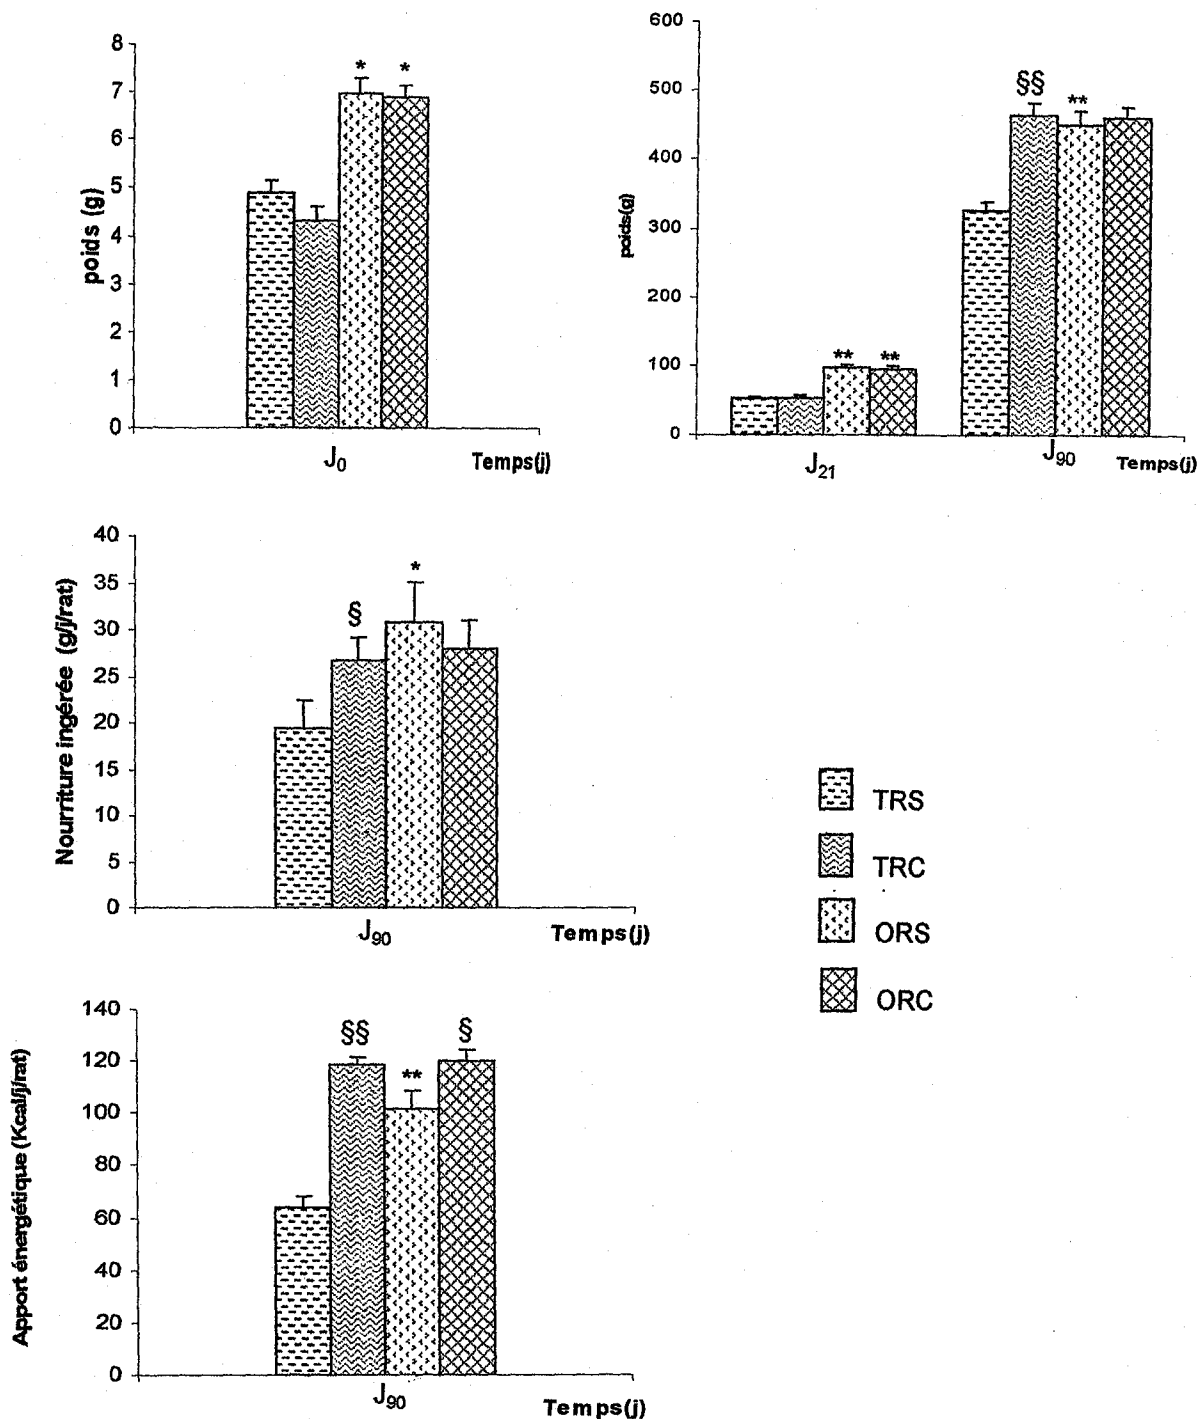 8
7
6
5
4
3
2
1
0
poids (g)
* *
J0
Temps(j)
600
500
400
300
200
100
0
poids(g)
** **
§§ **
J21
J90
Temps(j)
40
35
30
25
20
15
10
5
0
Nourriture ingérée (g/j/rat)
§ *
J90
Temps(j)
TRS
TRC
ORS
ORC
140
120
100
80
60
40
20
0
Apport énergétique (Kcal/j/rat)
§§ ** §
J90
Temps(j)